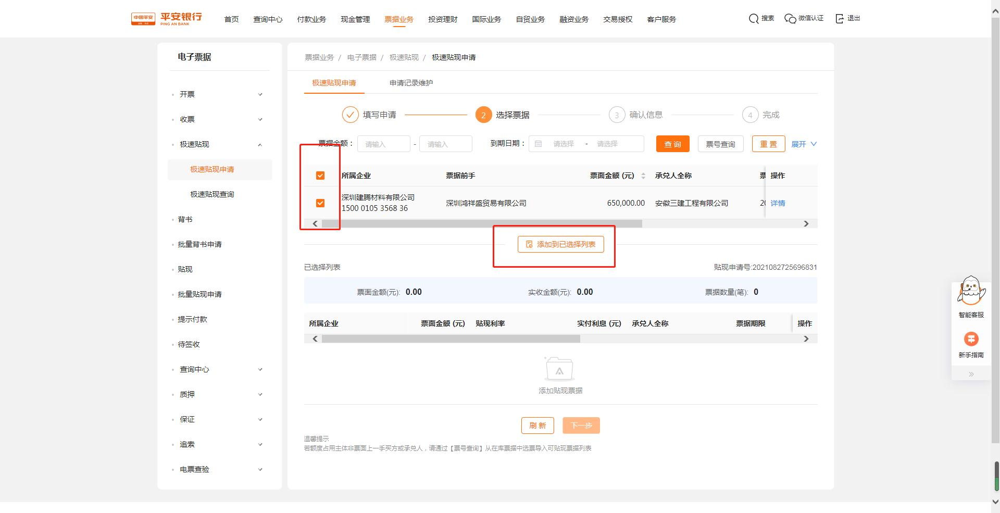 中国平安 平安银行
PING AN BANK
首页 查询中心 付款业务 现金管理 票据业务 投资理财 国际业务 自贸业务 融资业务 交易授权 客户服务
搜索 微信认证 退出
电子票据
开票
收票
极速贴现
极速贴现申请
极速贴现查询
背书
批量背书申请
贴现
批量贴现申请
提示付款
待签收
查询中心
质押
保证
追索
电票查验
票据业务 / 电子票据 / 极速贴现 / 极速贴现申请
极速贴现申请 申请记录维护
填写申请 2 选择票据 3 确认信息 4 完成
票据金额： 请输入 - 请输入 到期日期： 请选择 - 请选择 查 询 票号查询 重 置 展开
所属企业 票据前手 票面金额 (元) 承兑人全称 票 操作
深圳建腾材料有限公司 深圳鸿祥盛贸易有限公司 650,000.00 安徽三建工程有限公司 20 详情
1500 0105 3568 36
添加到已选择列表
已选择列表 贴现申请号:2021082725696831
票面金额(元): 0.00 实收金额(元): 0.00 票据数量(笔): 0
所属企业 票面金额 (元) 贴现利率 实付利息 (元) 承兑人全称 票据期限 操作
添加贴现票据
刷 新 下一步
温馨提示
若额度占用主体非票面上一手买方或承兑人，请通过【票号查询】从在库票据中选票导入可贴现票据列表
智能客服
新手指南